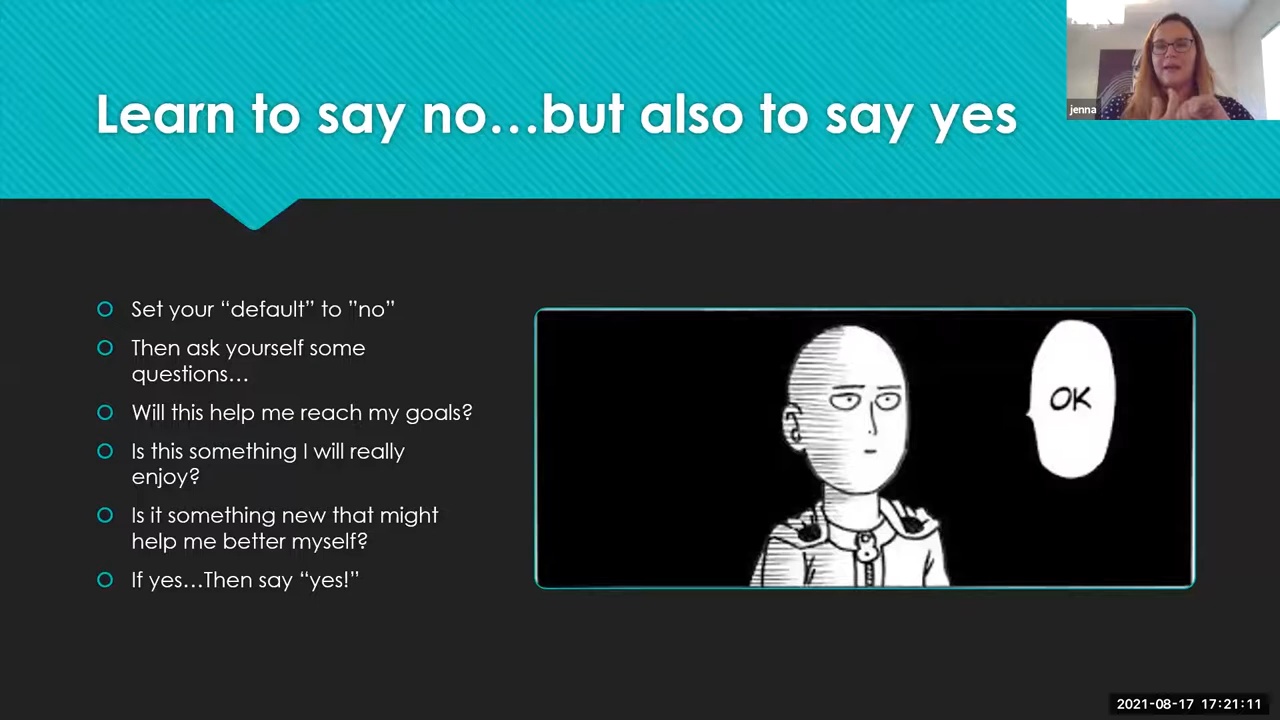 Learn to say no...but also to say yes
jenna
Set your “default” to ”no”
Then ask yourself some
questions...
Will this help me reach my goals?
Is this something I will really
enjoy?
Is it something new that might
help me better myself?
If yes...Then say “yes!”
OK
2021-08-17 17:21:11